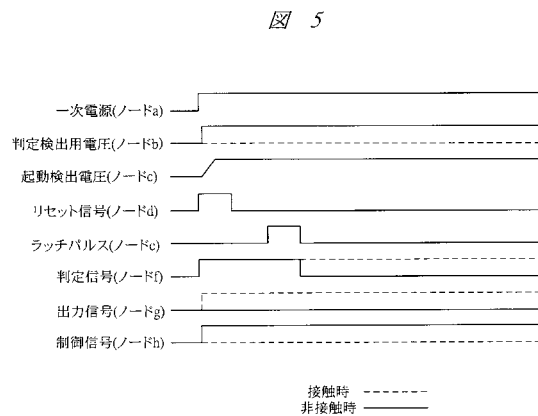 図 5
一次電源(ノードa)
判定検出用電圧(ノードb)
起動検出電圧(ノードc)
リセット信号(ノードd)
ラッチパルス(ノードe)
判定信号(ノードf)
出力信号(ノードg)
制御信号(ノードh)
接触時
非接触時